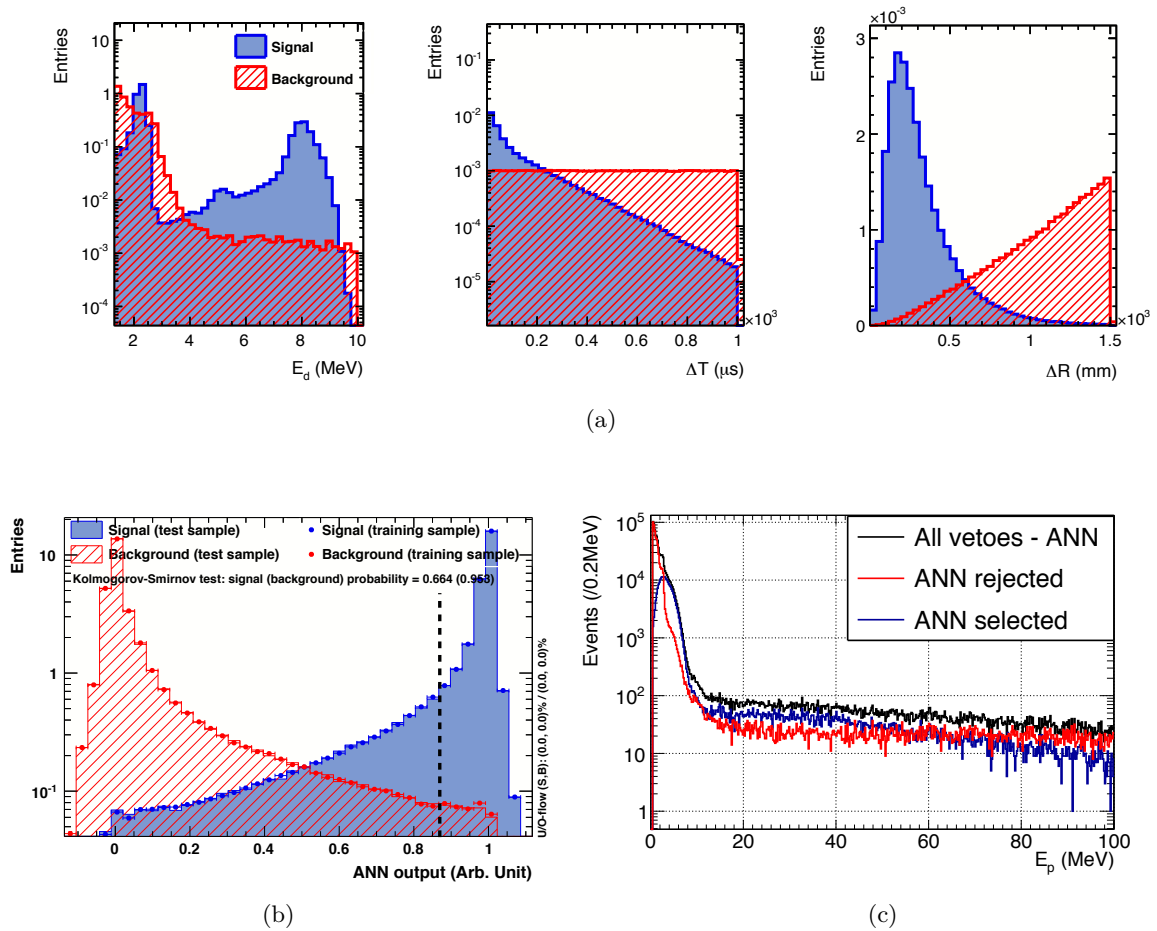 Entries
10
1
10⁻¹
10⁻²
10⁻³
10⁻⁴
Signal
Background
2 4 6 8 10
E_d (MeV)
Entries
10⁻¹
10⁻²
10⁻³
10⁻⁴
10⁻⁵
×10³
0.2 0.4 0.6 0.8 1
ΔT (μs)
×10⁻³
Entries
3
2
1
0
×10³
0 0.5 1 1.5
ΔR (mm)
(a)
Entries
Signal (test sample)
Signal (training sample)
Background (test sample)
Background (training sample)
Kolmogorov-Smirnov test: signal (background) probability = 0.664 (0.953)
10
1
10⁻¹
U/O-flow (S,B): (0.0, 0.0)% / (0.0, 0.0)%
0 0.2 0.4 0.6 0.8 1
ANN output (Arb. Unit)
(b)
Events (/0.2MeV)
10⁵
10⁴
10³
10²
10
1
All vetoes - ANN
ANN rejected
ANN selected
0 20 40 60 80 100
E_p (MeV)
(c)